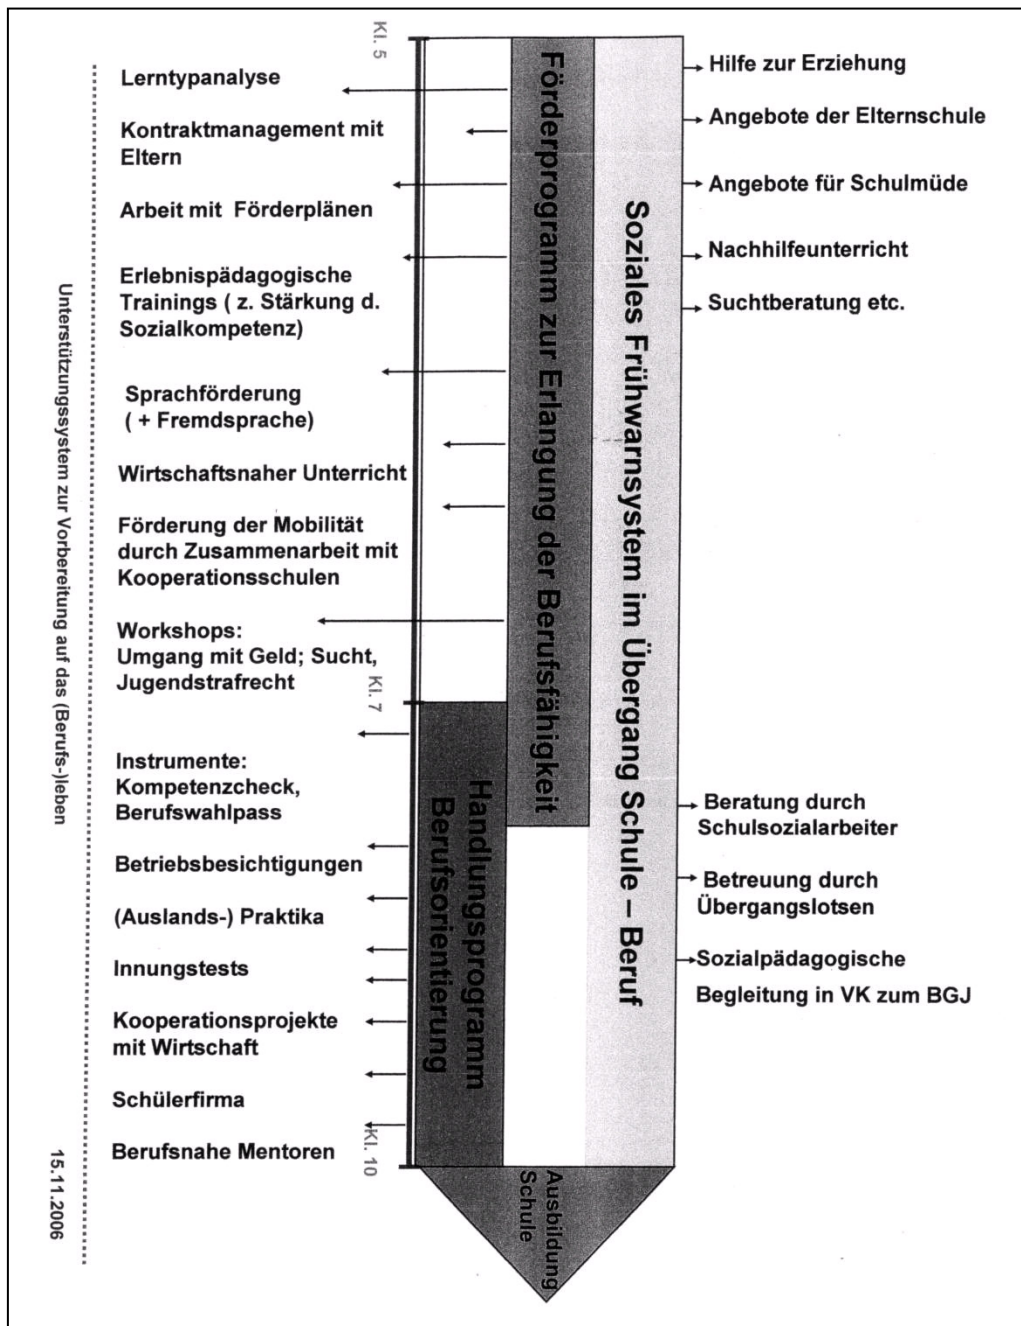 Kl. 5
Lerntypanalyse
Kontraktmanagement mit
Eltern
Arbeit mit Förderplänen
Erlebnispädagogische
Trainings ( z. Stärkung d.
Sozialkompetenz)
Sprachförderung
( + Fremdsprache)
Wirtschaftsnaher Unterricht
Förderung der Mobilität
durch Zusammenarbeit mit
Kooperationsschulen
Workshops:
Umgang mit Geld; Sucht,
Jugendstrafrecht
Kl. 7
Instrumente:
Kompetenzcheck,
Berufswahlpass
Betriebsbesichtigungen
(Auslands-) Praktika
Innungstests
Kooperationsprojekte
mit Wirtschaft
Schülerfirma
Berufsnahe Mentoren
Kl. 10
Förderprogramm zur Erlangung der Berufsfähigkeit
Soziales Frühwarnsystem im Übergang Schule – Beruf
Handlungsprogramm
Berufsorientierung
Ausbildung
Schule
Hilfe zur Erziehung
Angebote der Elternschule
Angebote für Schulmüde
Nachhilfeunterricht
Suchtberatung etc.
Beratung durch
Schulsozialarbeiter
Betreuung durch
Übergangslotsen
Sozialpädagogische
Begleitung in VK zum BGJ
Unterstützungssystem zur Vorbereitung auf das (Berufs-)leben
15.11.2006